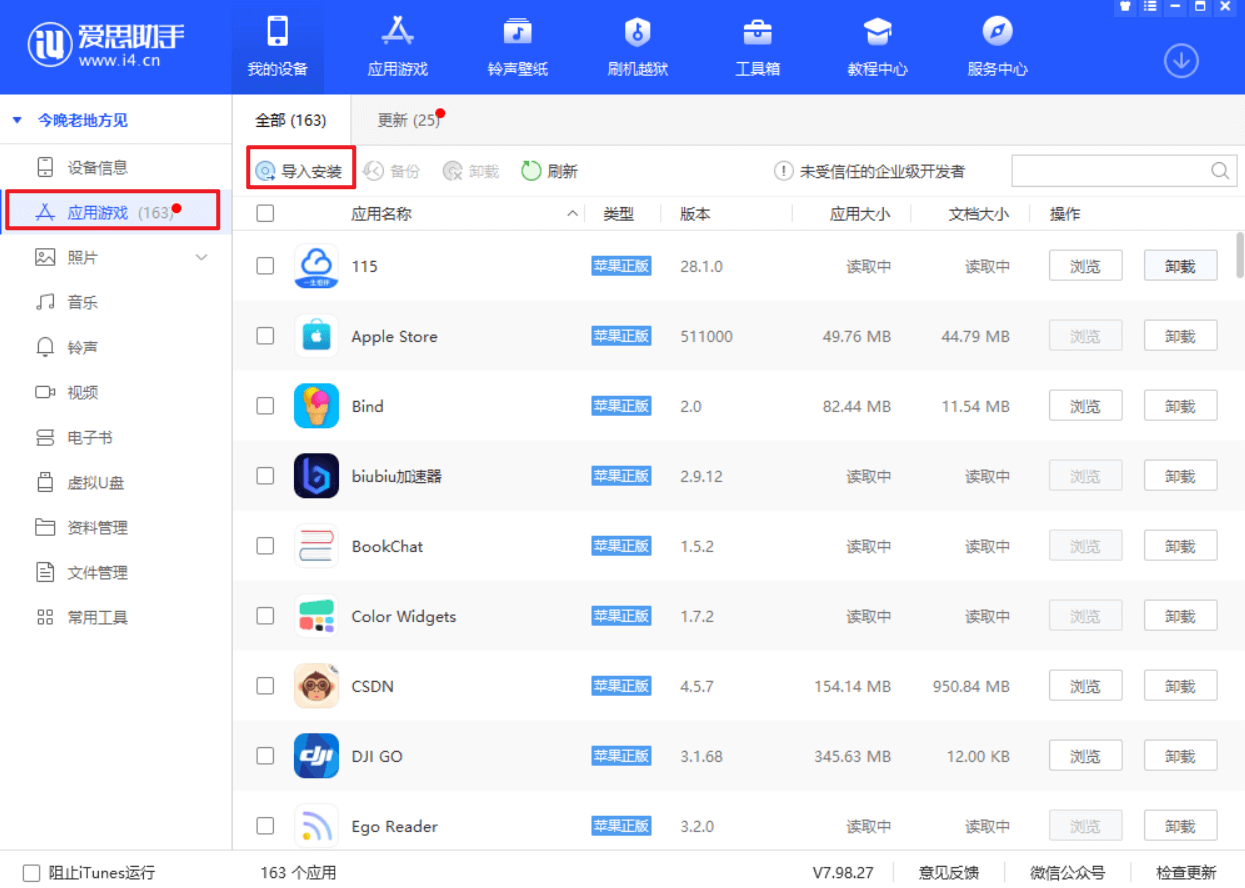 爱思助手
www.i4.cn
我的设备
应用游戏
铃声壁纸
刷机越狱
工具箱
教程中心
服务中心
今晚老地方见
设备信息
应用游戏 (163)
照片
音乐
铃声
视频
电子书
虚拟U盘
资料管理
文件管理
常用工具
全部 (163) 更新 (25)
导入安装 备份 卸载 刷新 未受信任的企业级开发者
应用名称 类型 版本 应用大小 文档大小 操作
一生相伴
115 苹果正版 28.1.0 读取中 读取中 浏览 卸载
Apple Store 苹果正版 511000 49.76 MB 44.79 MB 浏览 卸载
Bind 苹果正版 2.0 82.44 MB 11.54 MB 浏览 卸载
biubiu加速器 苹果正版 2.9.12 读取中 读取中 浏览 卸载
BookChat 苹果正版 1.5.2 读取中 读取中 浏览 卸载
Color Widgets 苹果正版 1.7.2 读取中 读取中 浏览 卸载
CSDN 苹果正版 4.5.7 154.14 MB 950.84 MB 浏览 卸载
dji DJI GO 苹果正版 3.1.68 345.63 MB 12.00 KB 浏览 卸载
Ego Reader 苹果正版 3.2.0 读取中 读取中 浏览 卸载
阻止iTunes运行 163 个应用 V7.98.27 意见反馈 微信公众号 检查更新